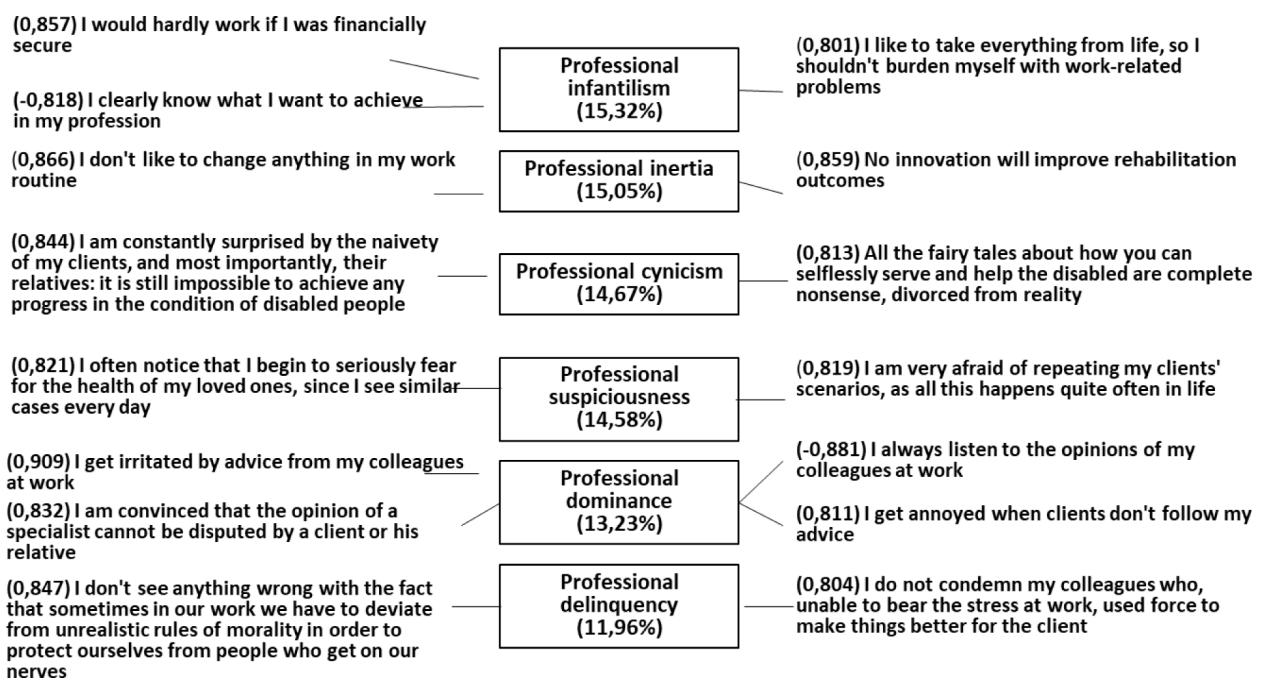 (0,857) I would hardly work if I was financially
secure
(-0,818) I clearly know what I want to achieve
in my profession
Professional
infantilism
(15,32%)
(0,801) I like to take everything from life, so I
shouldn't burden myself with work-related
problems
(0,866) I don't like to change anything in my work
routine
Professional inertia
(15,05%)
(0,859) No innovation will improve rehabilitation
outcomes
(0,844) I am constantly surprised by the naivety
of my clients, and most importantly, their
relatives: it is still impossible to achieve any
progress in the condition of disabled people
Professional cynicism
(14,67%)
(0,813) All the fairy tales about how you can
selflessly serve and help the disabled are complete
nonsense, divorced from reality
(0,821) I often notice that I begin to seriously fear
for the health of my loved ones, since I see similar
cases every day
Professional
suspiciousness
(14,58%)
(0,819) I am very afraid of repeating my clients'
scenarios, as all this happens quite often in life
(0,909) I get irritated by advice from my colleagues
at work
(0,832) I am convinced that the opinion of a
specialist cannot be disputed by a client or his
relative
Professional
dominance
(13,23%)
(-0,881) I always listen to the opinions of my
colleagues at work
(0,811) I get annoyed when clients don't follow my
advice
(0,847) I don't see anything wrong with the fact
that sometimes in our work we have to deviate
from unrealistic rules of morality in order to
protect ourselves from people who get on our
nerves
Professional
delinquency
(11,96%)
(0,804) I do not condemn my colleagues who,
unable to bear the stress at work, used force to
make things better for the client